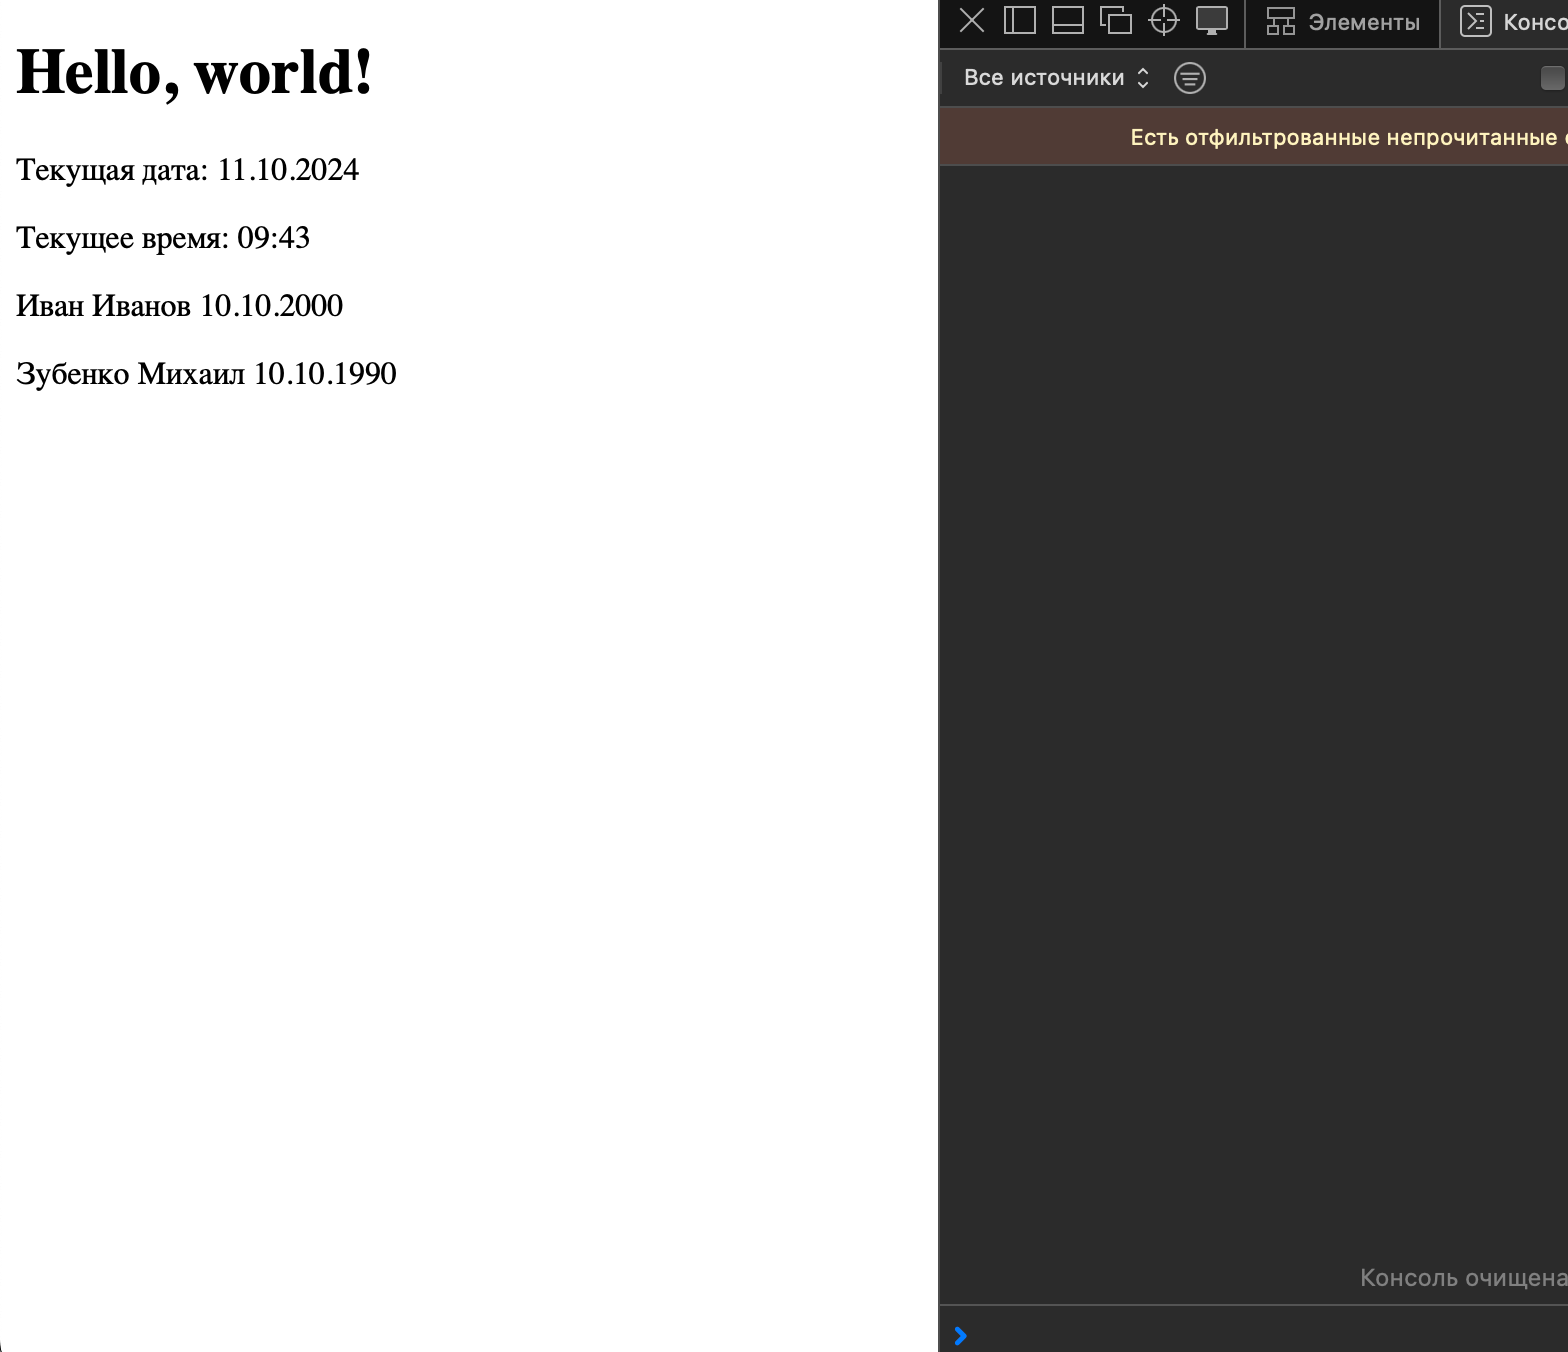 Hello, world!
Текущая дата: 11.10.2024
Текущее время: 09:43
Иван Иванов 10.10.2000
Зубенко Михаил 10.10.1990
Элементы
Консо
Все источники
Есть отфильтрованные непрочитанные
Консоль очищена